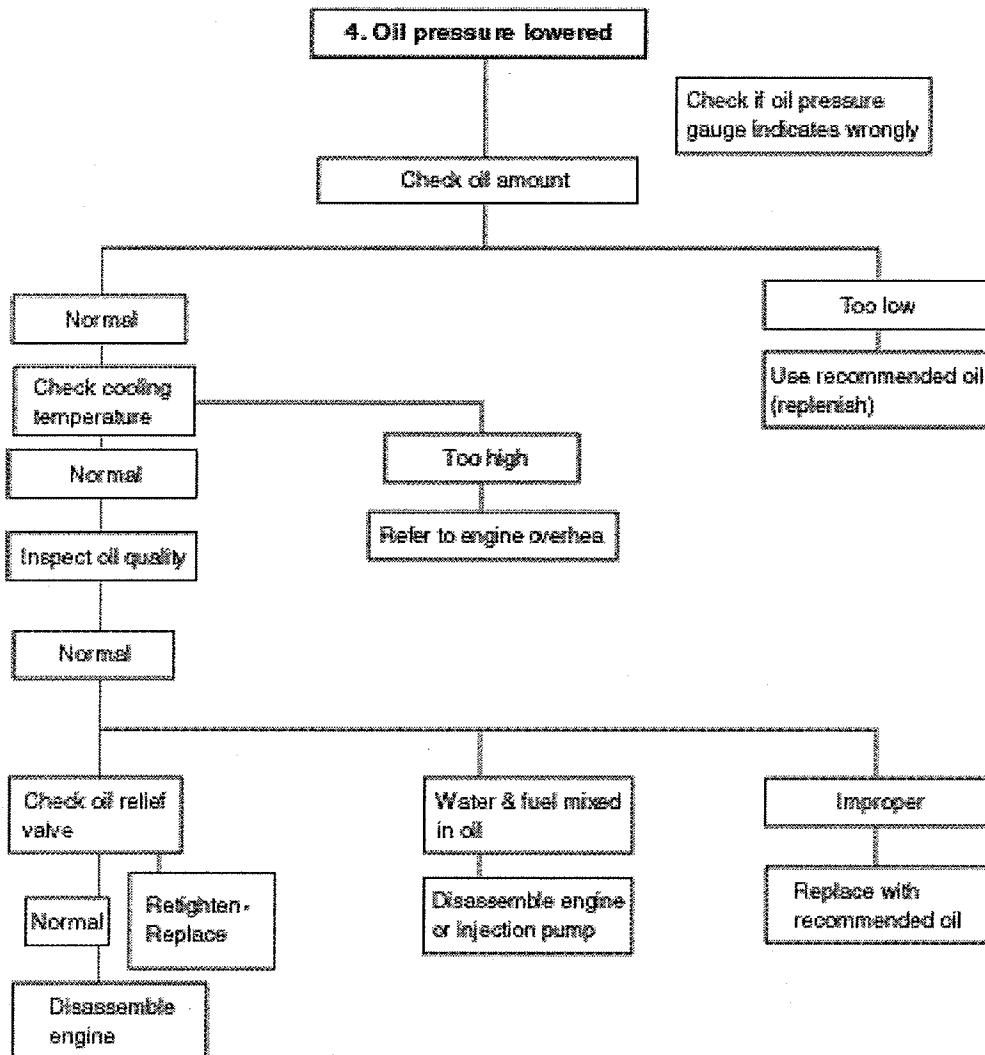 4. Oil pressure lowered
Check if oil pressure
gauge indicates wrongly
Check oil amount
Normal
Too low
Check cooling
temperature
Use recommended oil
(replenish)
Too high
Normal
Refer to engine overhea
Inspect oil quality
Normal
Check oil relief
valve
Water & fuel mixed
in oil
Improper
Normal
Retighten·
Replace
Disassemble engine
or injection pump
Replace with
recommended oil
Disassemble
engine